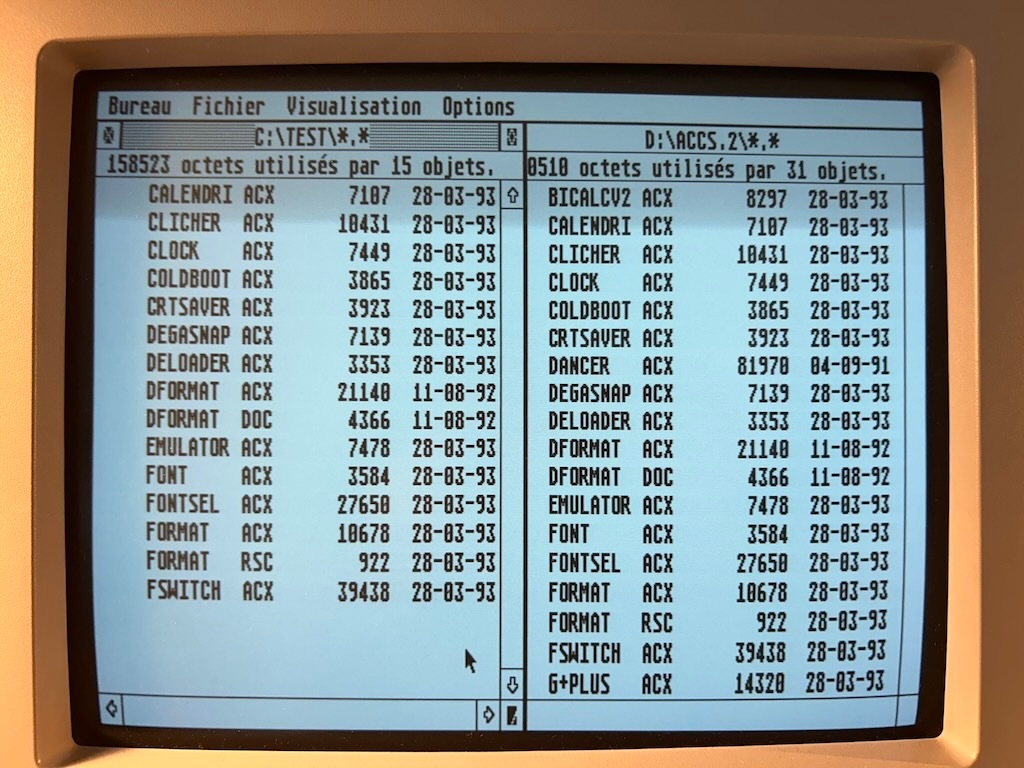 Bureau Fichier Visualisation Options
C:\TEST\*.*
158523 octets utilisés par 15 objets.
CALENDRI ACX 7107 28-03-93
CLICHER ACX 10431 28-03-93
CLOCK ACX 7449 28-03-93
COLDBOOT ACX 3865 28-03-93
CRTSAVER ACX 3923 28-03-93
DEGASNAP ACX 7139 28-03-93
DELOADER ACX 3353 28-03-93
DFORMAT ACX 21140 11-08-92
DFORMAT DOC 4366 11-08-92
EMULATOR ACX 7478 28-03-93
FONT ACX 3584 28-03-93
FONTSEL ACX 27650 28-03-93
FORMAT ACX 10678 28-03-93
FORMAT RSC 922 28-03-93
FSWITCH ACX 39438 28-03-93
D:\ACCS.2\*.*
0510 octets utilisés par 31 objets.
BICALCV2 ACX 8297 28-03-93
CALENDRI ACX 7107 28-03-93
CLICHER ACX 10431 28-03-93
CLOCK ACX 7449 28-03-93
COLDBOOT ACX 3865 28-03-93
CRTSAVER ACX 3923 28-03-93
DANCER ACX 81970 04-09-91
DEGASNAP ACX 7139 28-03-93
DELOADER ACX 3353 28-03-93
DFORMAT ACX 21140 11-08-92
DFORMAT DOC 4366 11-08-92
EMULATOR ACX 7478 28-03-93
FONT ACX 3584 28-03-93
FONTSEL ACX 27650 28-03-93
FORMAT ACX 10678 28-03-93
FORMAT RSC 922 28-03-93
FSWITCH ACX 39438 28-03-93
G+PLUS ACX 14320 28-03-93